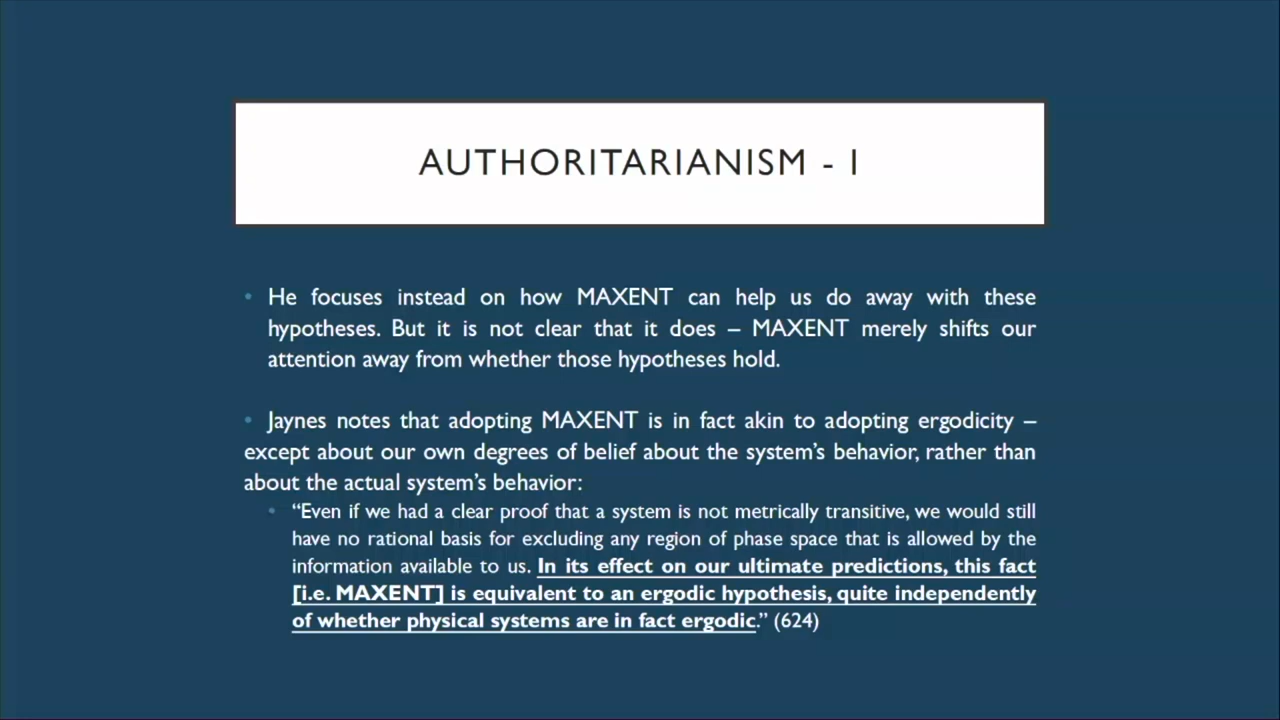 AUTHORITARIANISM - I
• He focuses instead on how MAXENT can help us do away with these
hypotheses. But it is not clear that it does – MAXENT merely shifts our
attention away from whether those hypotheses hold.
• Jaynes notes that adopting MAXENT is in fact akin to adopting ergodicity –
except about our own degrees of belief about the system’s behavior, rather than
about the actual system’s behavior:
• “Even if we had a clear proof that a system is not metrically transitive, we would still
have no rational basis for excluding any region of phase space that is allowed by the
information available to us. In its effect on our ultimate predictions, this fact
[i.e. MAXENT] is equivalent to an ergodic hypothesis, quite independently
of whether physical systems are in fact ergodic.” (624)